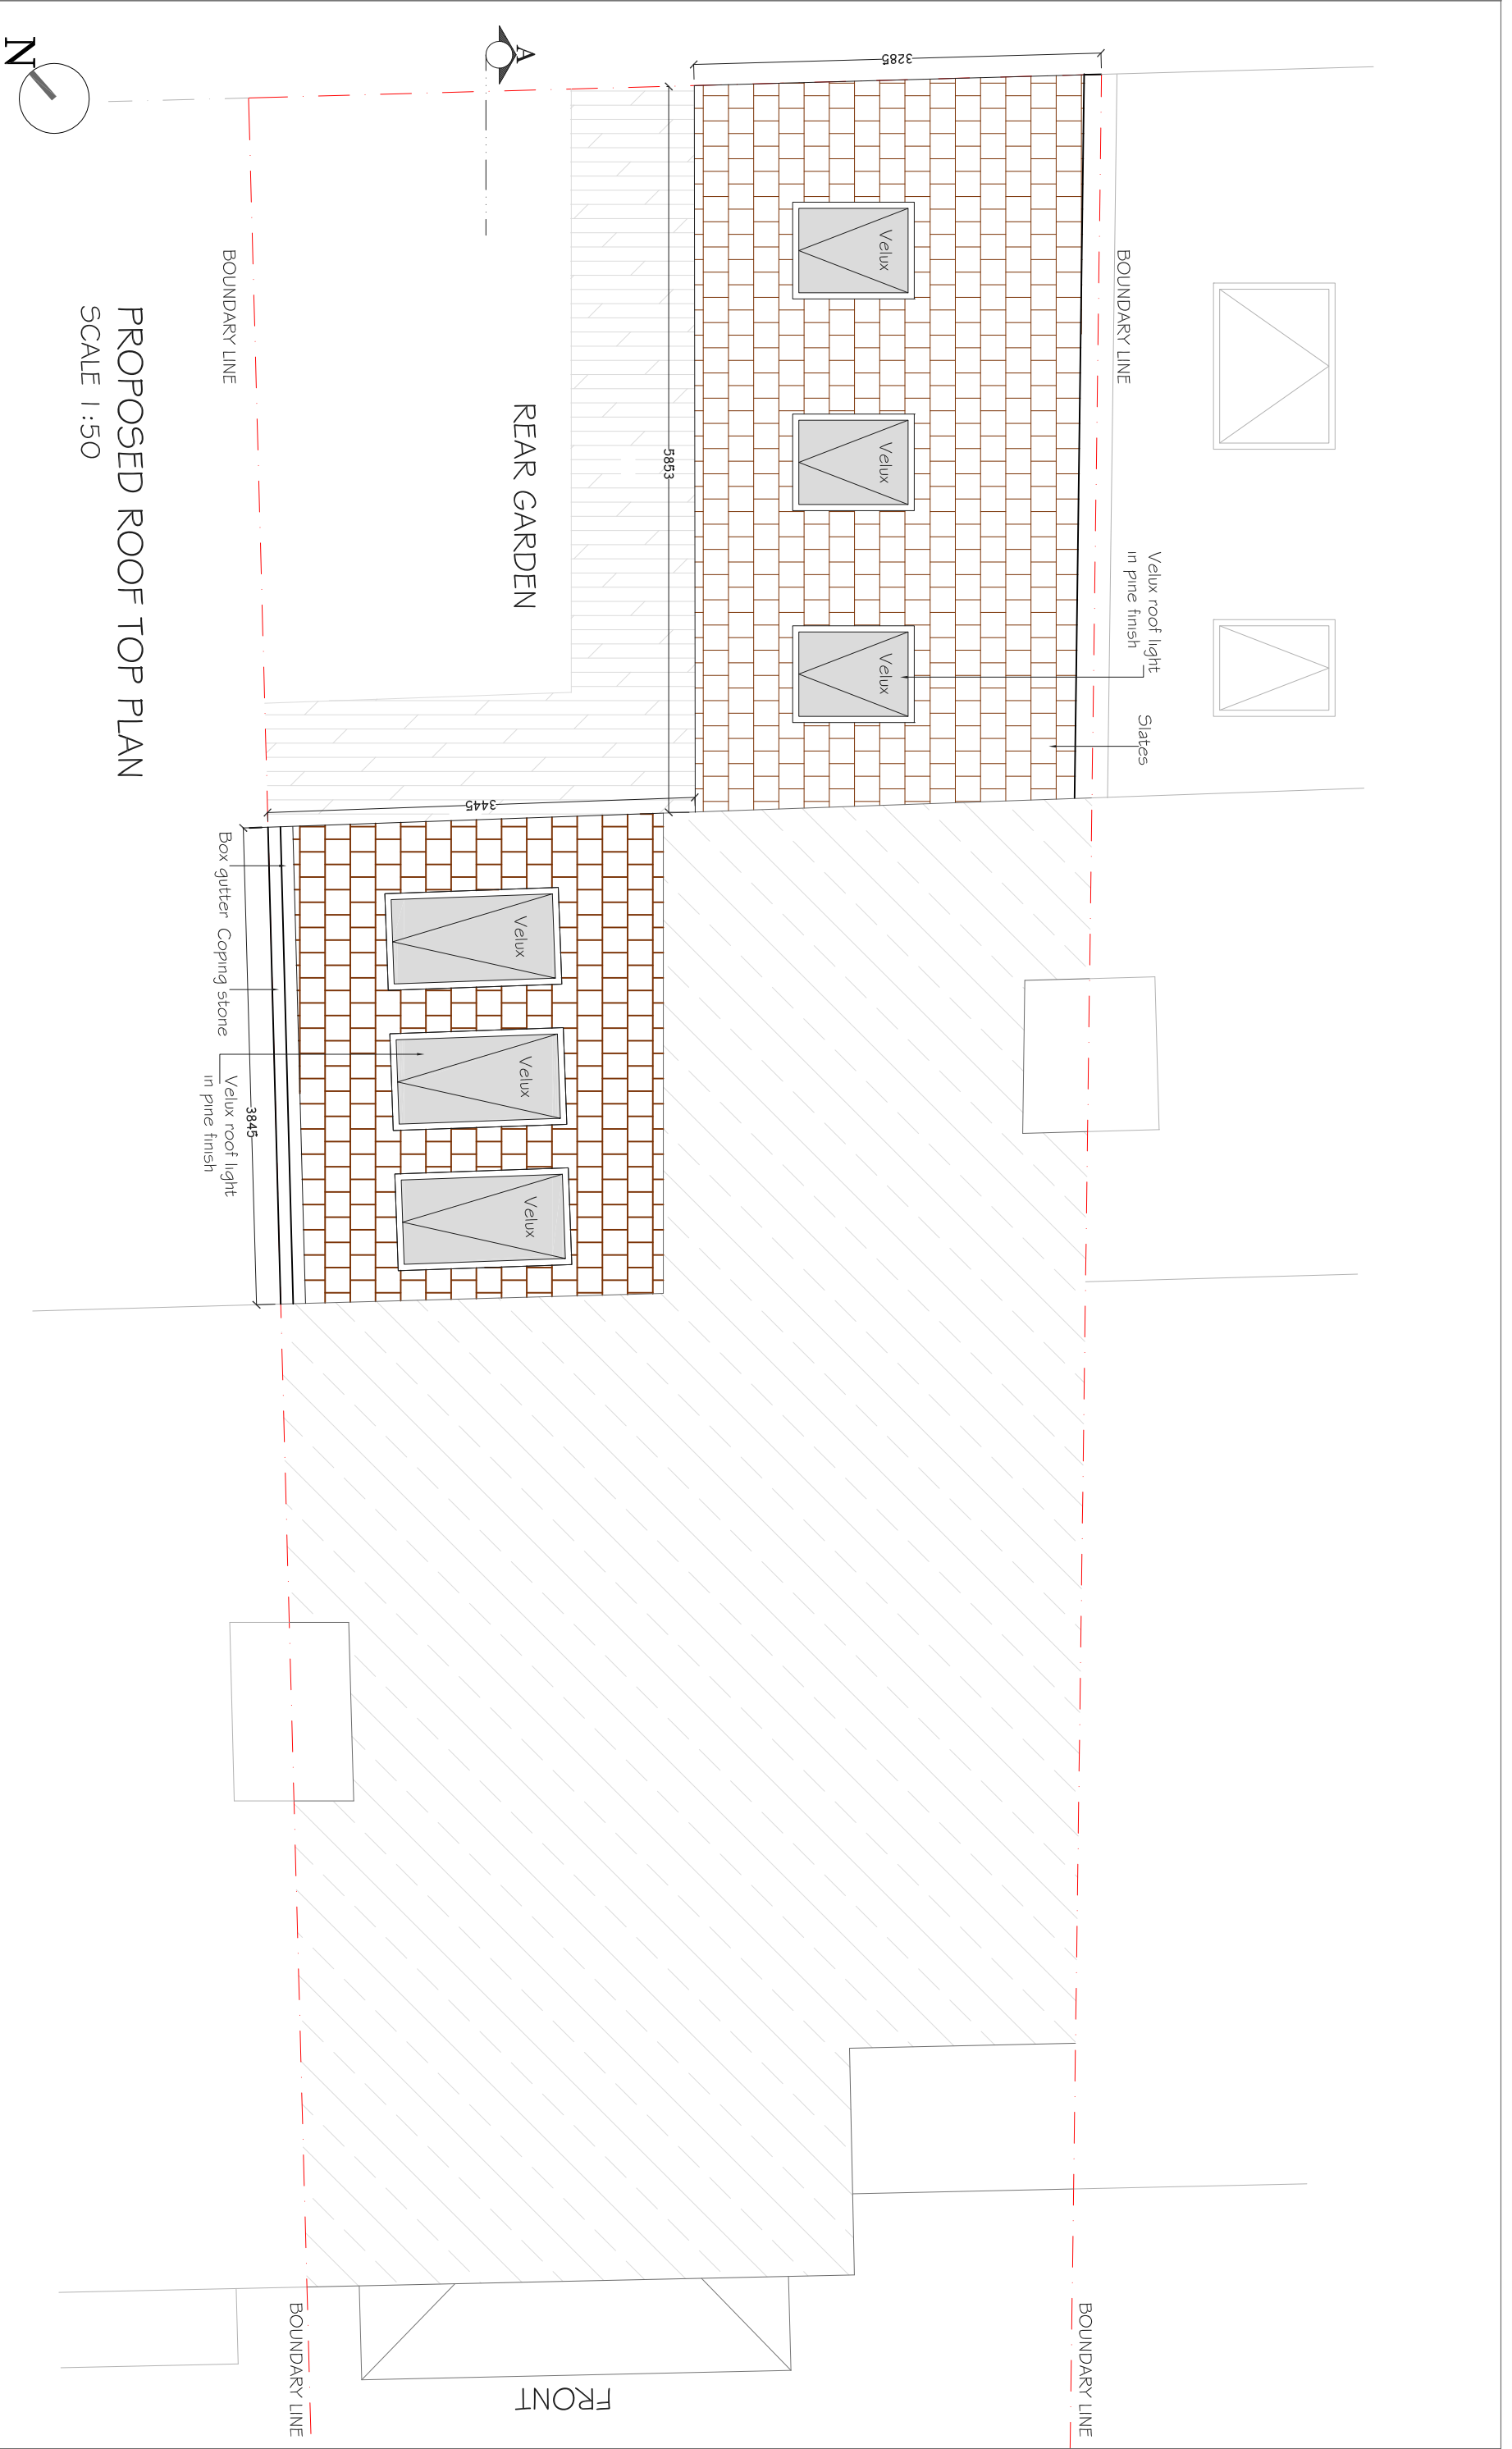 N
A
3285
BOUNDARY LINE
Velux
Velux
Velux
Velux roof light
in pine finish
Slates
5853
REAR GARDEN
BOUNDARY LINE
PROPOSED ROOF TOP PLAN
SCALE 1:50
3445
Velux
Velux
Velux
Box gutter
Coping stone
3845
Velux roof light
in pine finish
BOUNDARY LINE
BOUNDARY LINE
FRONT